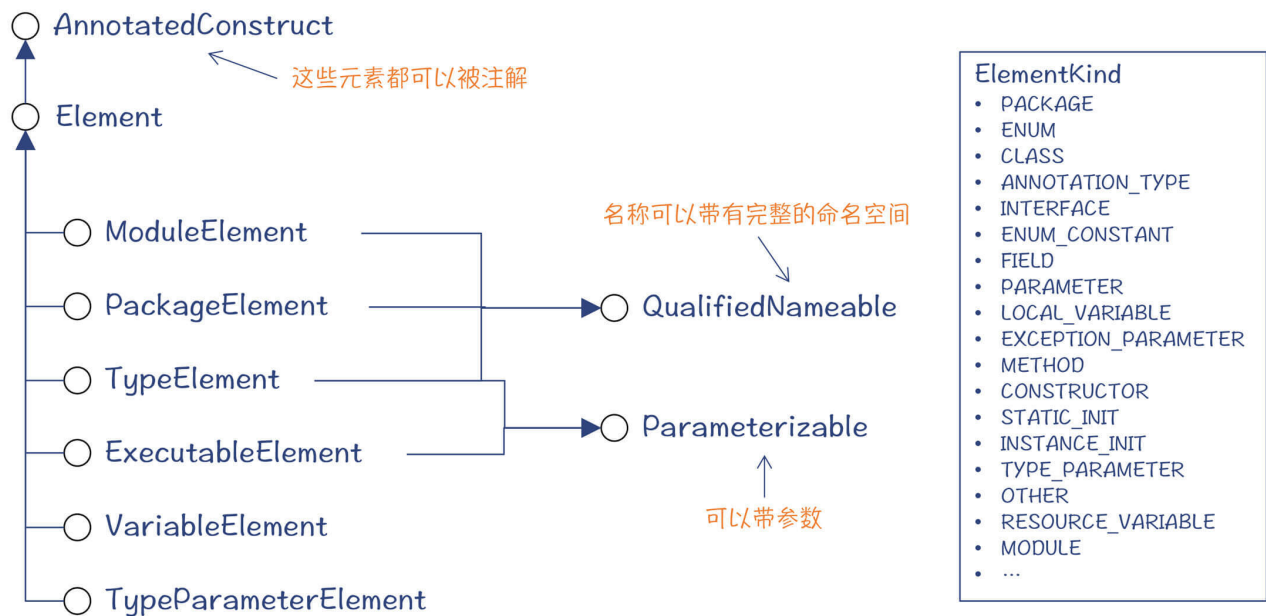 AnnotatedConstruct
这些元素都可以被注解
Element
ModuleElement
PackageElement
TypeElement
ExecutableElement
VariableElement
TypeParameterElement
名称可以带有完整的命名空间
QualifiedNameable
Parameterizable
可以带参数
ElementKind
• PACKAGE
• ENUM
• CLASS
• ANNOTATION_TYPE
• INTERFACE
• ENUM_CONSTANT
• FIELD
• PARAMETER
• LOCAL_VARIABLE
• EXCEPTION_PARAMETER
• METHOD
• CONSTRUCTOR
• STATIC_INIT
• INSTANCE_INIT
• TYPE_PARAMETER
• OTHER
• RESOURCE_VARIABLE
• MODULE
• ...